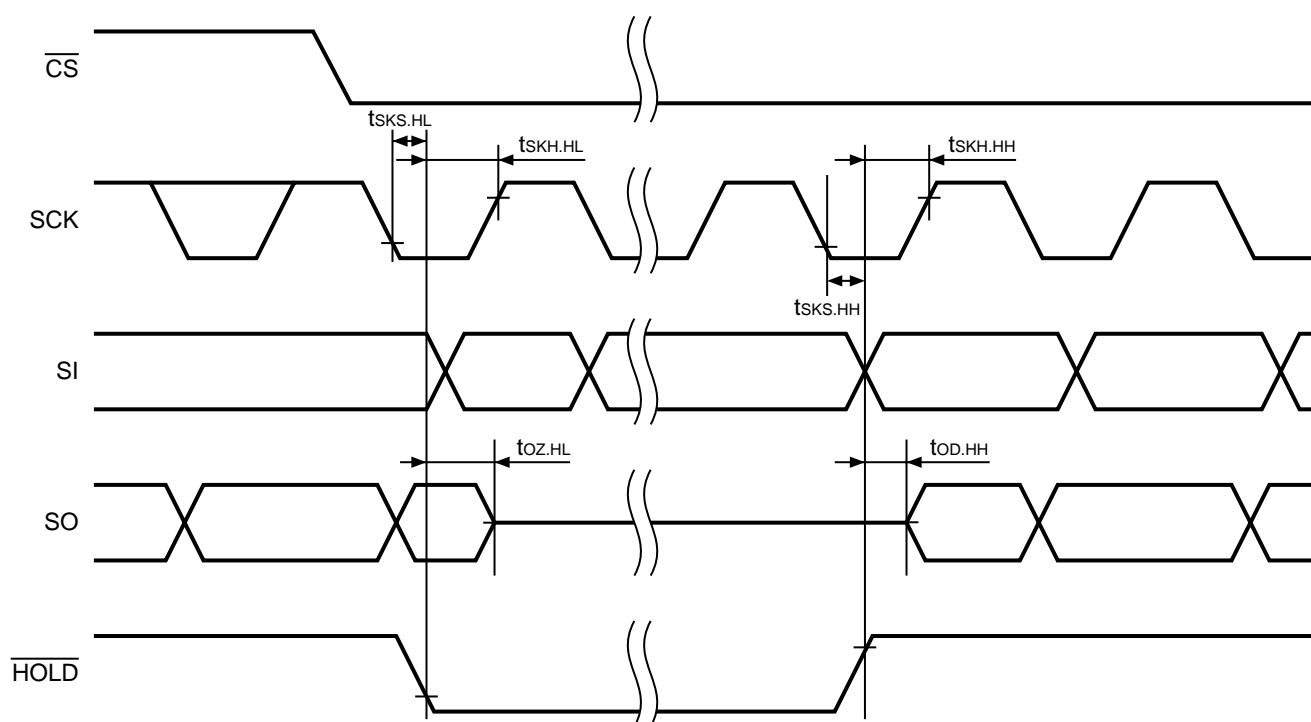 CS
tSKS.HL
tSKH.HL
tSKH.HH
SCK
tSKS.HH
SI
tOZ.HL
tOD.HH
SO
HOLD